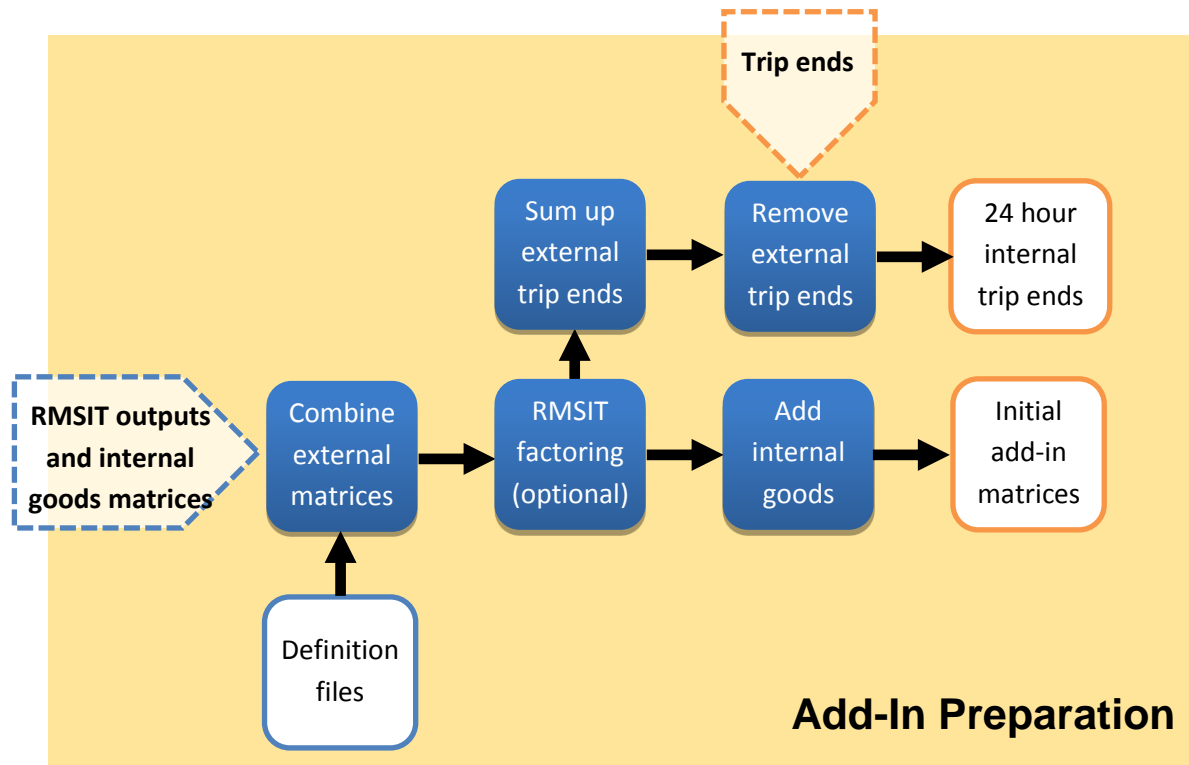 Trip ends
Sum up
external
trip ends
Remove
external
trip ends
24 hour
internal
trip ends
RMSIT outputs
and internal
goods matrices
Combine
external
matrices
RMSIT
factoring
(optional)
Add
internal
goods
Initial
add-in
matrices
Definition
files
Add-In Preparation